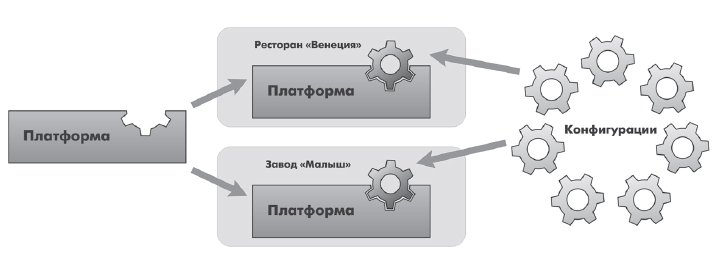 Ресторан «Венеция»
Платформа
Платформа
Конфигурации
Завод «Малыш»
Платформа